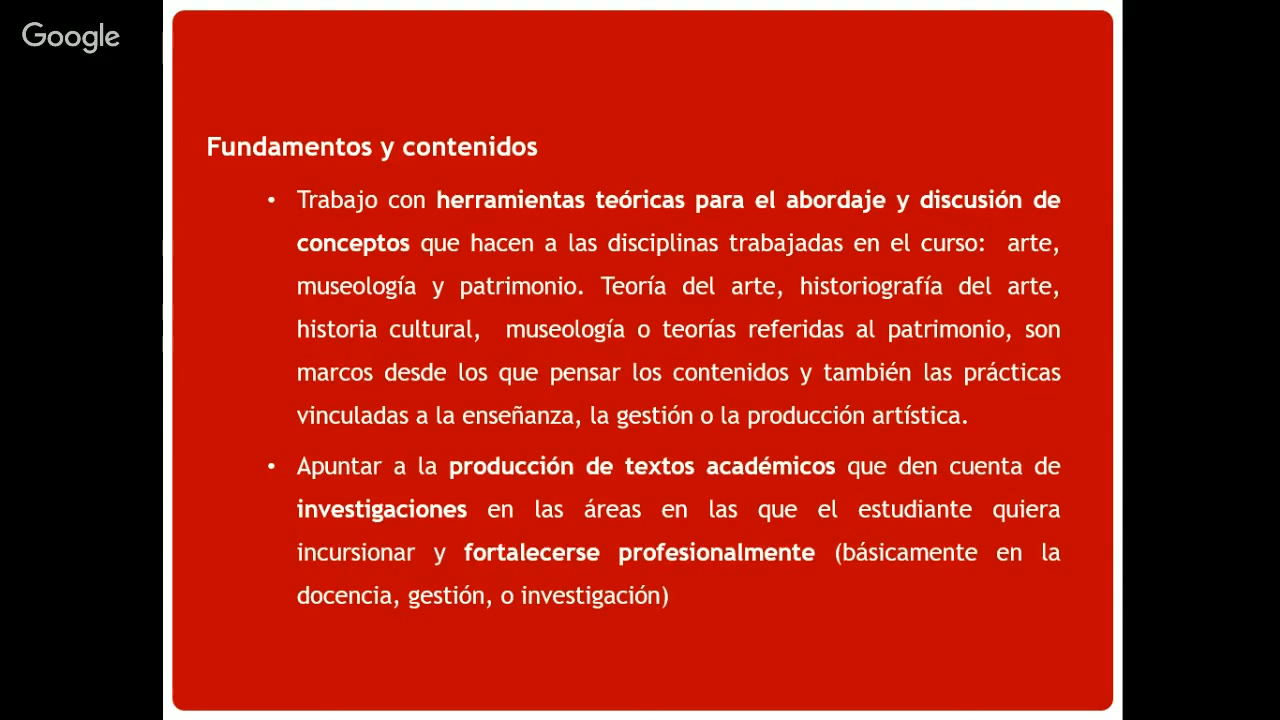 Google
Fundamentos y contenidos
• Trabajo con herramientas teóricas para el abordaje y discusión de
conceptos que hacen a las disciplinas trabajadas en el curso: arte,
museología y patrimonio. Teoría del arte, historiografía del arte,
historia cultural, museología o teorías referidas al patrimonio, son
marcos desde los que pensar los contenidos y también las prácticas
vinculadas a la enseñanza, la gestión o la producción artística.
• Apuntar a la producción de textos académicos que den cuenta de
investigaciones en las áreas en las que el estudiante quiera
incursionar y fortalecerse profesionalmente (básicamente en la
docencia, gestión, o investigación)